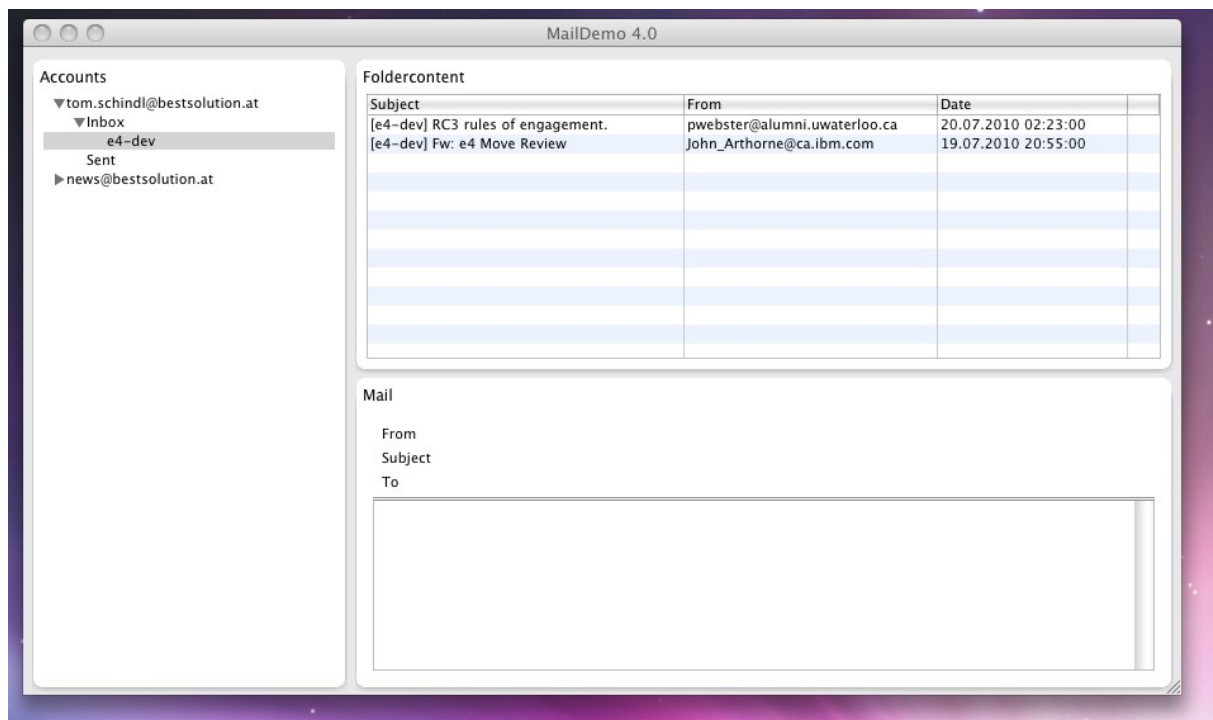 MailDemo 4.0
Accounts
tom.schindl@bestsolution.at
Inbox
e4-dev
Sent
news@bestsolution.at
Foldercontent
Subject From Date
[e4-dev] RC3 rules of engagement. pwebster@alumni.uwaterloo.ca 20.07.2010 02:23:00
[e4-dev] Fw: e4 Move Review John_Arthorne@ca.ibm.com 19.07.2010 20:55:00
Mail
From
Subject
To